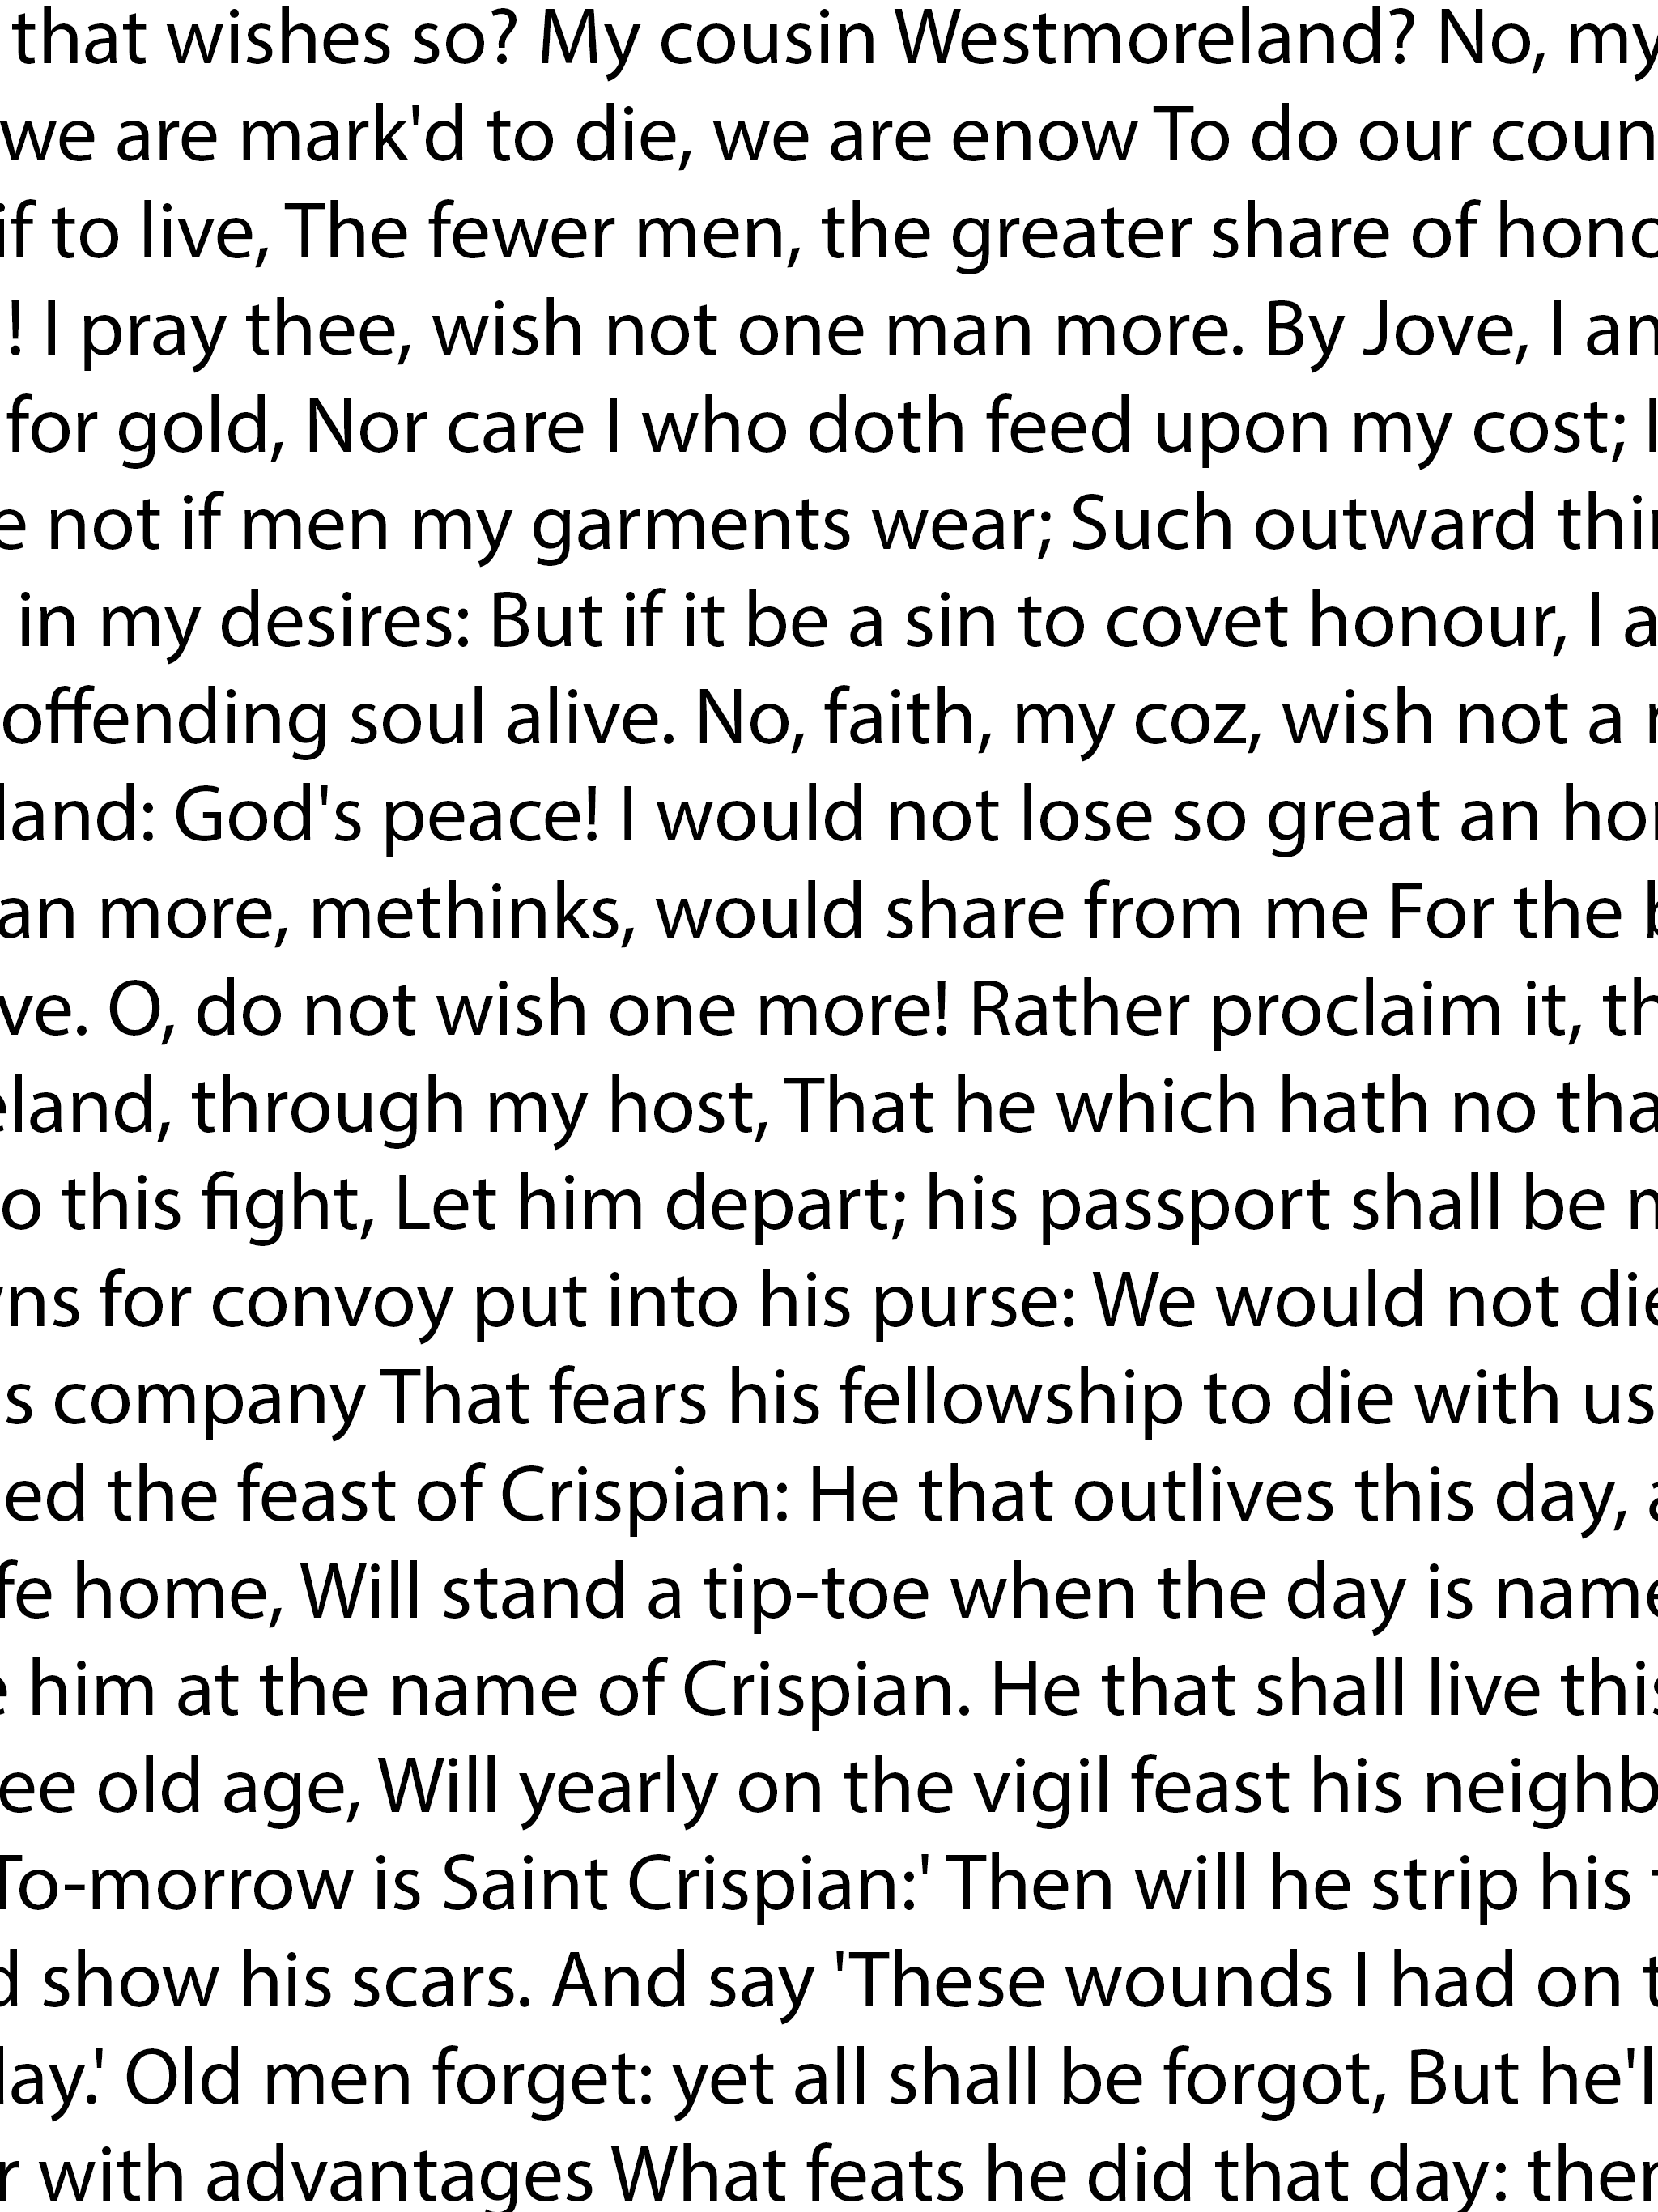 that wishes so? My cousin Westmoreland? No, my
we are mark'd to die, we are enow To do our coun
if to live, The fewer men, the greater share of hono
! I pray thee, wish not one man more. By Jove, I am
for gold, Nor care I who doth feed upon my cost; I
e not if men my garments wear; Such outward thin
in my desires: But if it be a sin to covet honour, I a
offending soul alive. No, faith, my coz, wish not a
land: God's peace! I would not lose so great an hon
an more, methinks, would share from me For the b
ve. O, do not wish one more! Rather proclaim it, th
eland, through my host, That he which hath no tha
o this fight, Let him depart; his passport shall be m
wns for convoy put into his purse: We would not die
s company That fears his fellowship to die with us
ed the feast of Crispian: He that outlives this day, a
fe home, Will stand a tip-toe when the day is name
e him at the name of Crispian. He that shall live this
ee old age, Will yearly on the vigil feast his neighb
To-morrow is Saint Crispian:' Then will he strip his
d show his scars. And say 'These wounds I had on t
day.' Old men forget: yet all shall be forgot, But he'll
r with advantages What feats he did that day: then